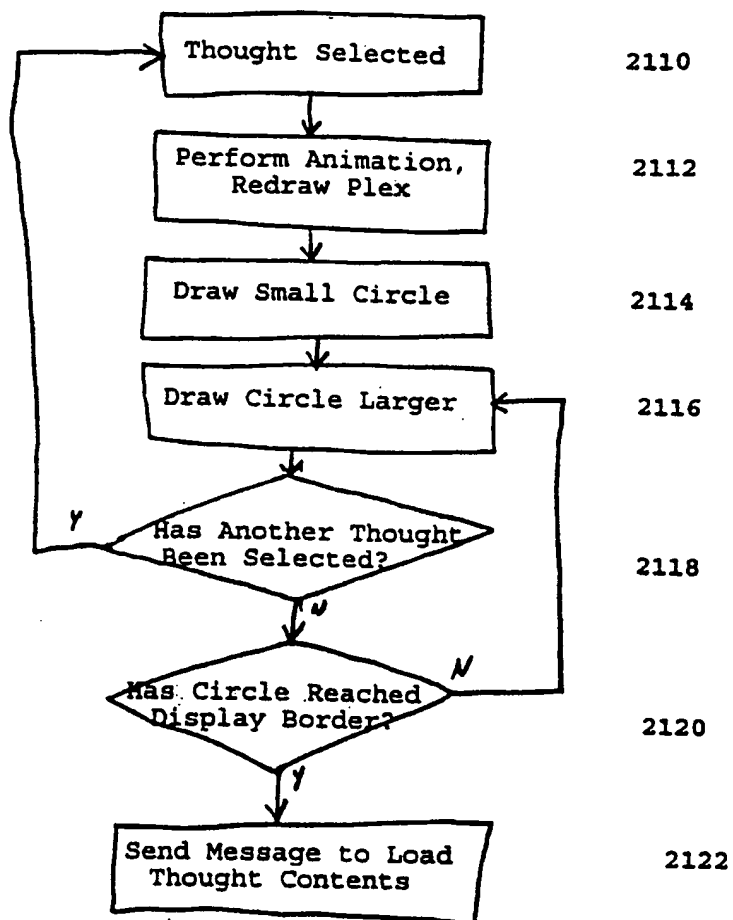 Thought Selected
2110
Perform Animation,
Redraw Plex
2112
Draw Small Circle
2114
Draw Circle Larger
2116
Y
Has Another Thought
Been Selected?
2118
N
N
Has Circle Reached
Display Border?
2120
Y
Send Message to Load
Thought Contents
2122